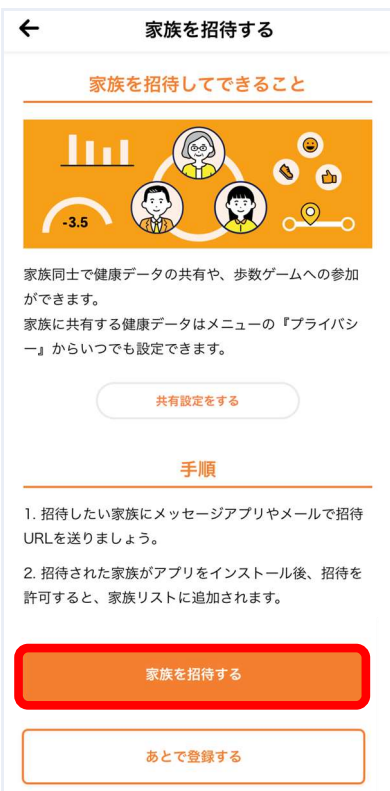 家族を招待する
家族を招待してできること
-3.5
家族同士で健康データの共有や、歩数ゲームへの参加
ができます。
家族に共有する健康データはメニューの『プライバシ
ー』からいつでも設定できます。
共有設定をする
手順
1. 招待したい家族にメッセージアプリやメールで招待
URLを送りましょう。
2. 招待された家族がアプリをインストール後、招待を
許可すると、家族リストに追加されます。
家族を招待する
あとで登録する